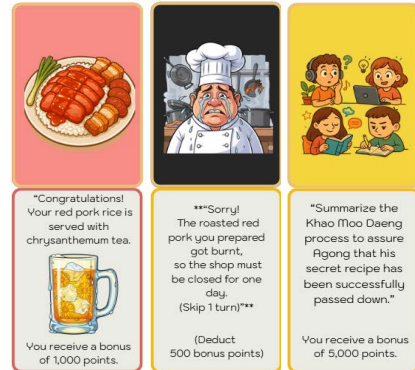 “Congratulations!
Your red pork rice is
served with
chrysanthemum tea.
You receive a bonus
of 1,000 points.
**“Sorry!
The roasted red
pork you prepared
got burnt,
so the shop must
be closed for one
day.
(Skip 1 turn)”**
(Deduct
500 bonus points)
“Summarize the
Khao Moo Daeng
process to assure
Agong that his
secret recipe has
been successfully
passed down.”
You receive a bonus
of 5,000 points.